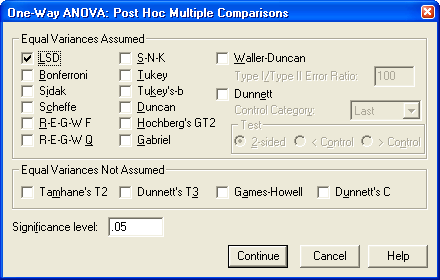 One-Way ANOVA: Post Hoc Multiple Comparisons
Equal Variances Assumed
LSD
Bonferroni
Sidak
Scheffe
R-E-G-W F
R-E-G-W Q
S-N-K
Tukey
Tukey's-b
Duncan
Hochberg's GT2
Gabriel
Waller-Duncan
Type I/Type II Error Ratio: 100
Dunnett
Control Category: Last
Test
2-sided < Control > Control
Equal Variances Not Assumed
Tamhane's T2 Dunnett's T3 Games-Howell Dunnett's C
Significance level: .05
Continue Cancel Help